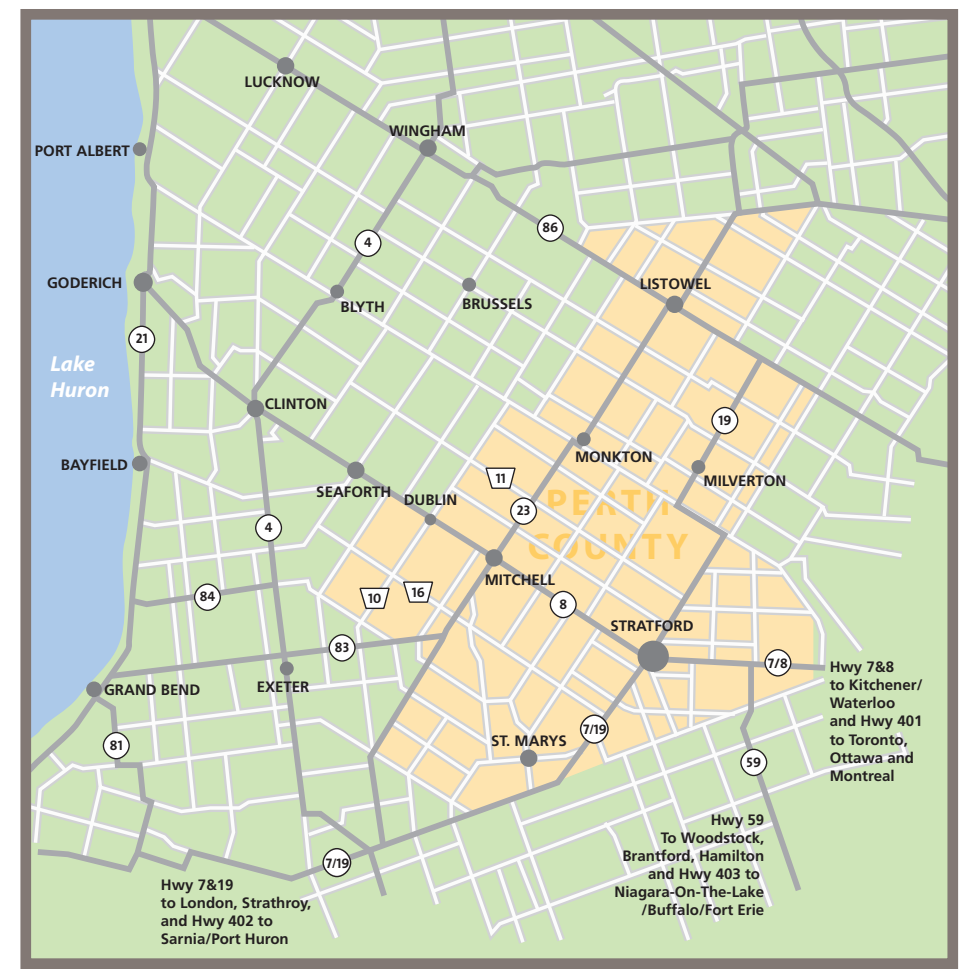 LUCKNOW
WINGHAM
PORT ALBERT
86
4
GODERICH
LISTOWEL
BLYTH
BRUSSELS
21
Lake
Huron
CLINTON
19
BAYFIELD
MONKTON
MILVERTON
SEAFORTH
DUBLIN
11
23
PERTH
COUNTY
4
MITCHELL
84
10
16
8
STRATFORD
83
7/8
GRAND BEND
EXETER
Hwy 7&8
to Kitchener/
Waterloo
and Hwy 401
to Toronto,
Ottawa and
Montreal
81
ST. MARYS
7/19
59
Hwy 59
To Woodstock,
Brantford, Hamilton
and Hwy 403 to
Niagara-On-The-Lake
/Buffalo/Fort Erie
7/19
Hwy 7&19
to London, Strathroy,
and Hwy 402 to
Sarnia/Port Huron